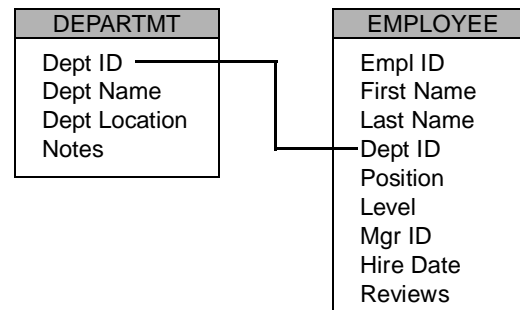 DEPARTMT
Dept ID
Dept Name
Dept Location
Notes
EMPLOYEE
Empl ID
First Name
Last Name
Dept ID
Position
Level
Mgr ID
Hire Date
Reviews